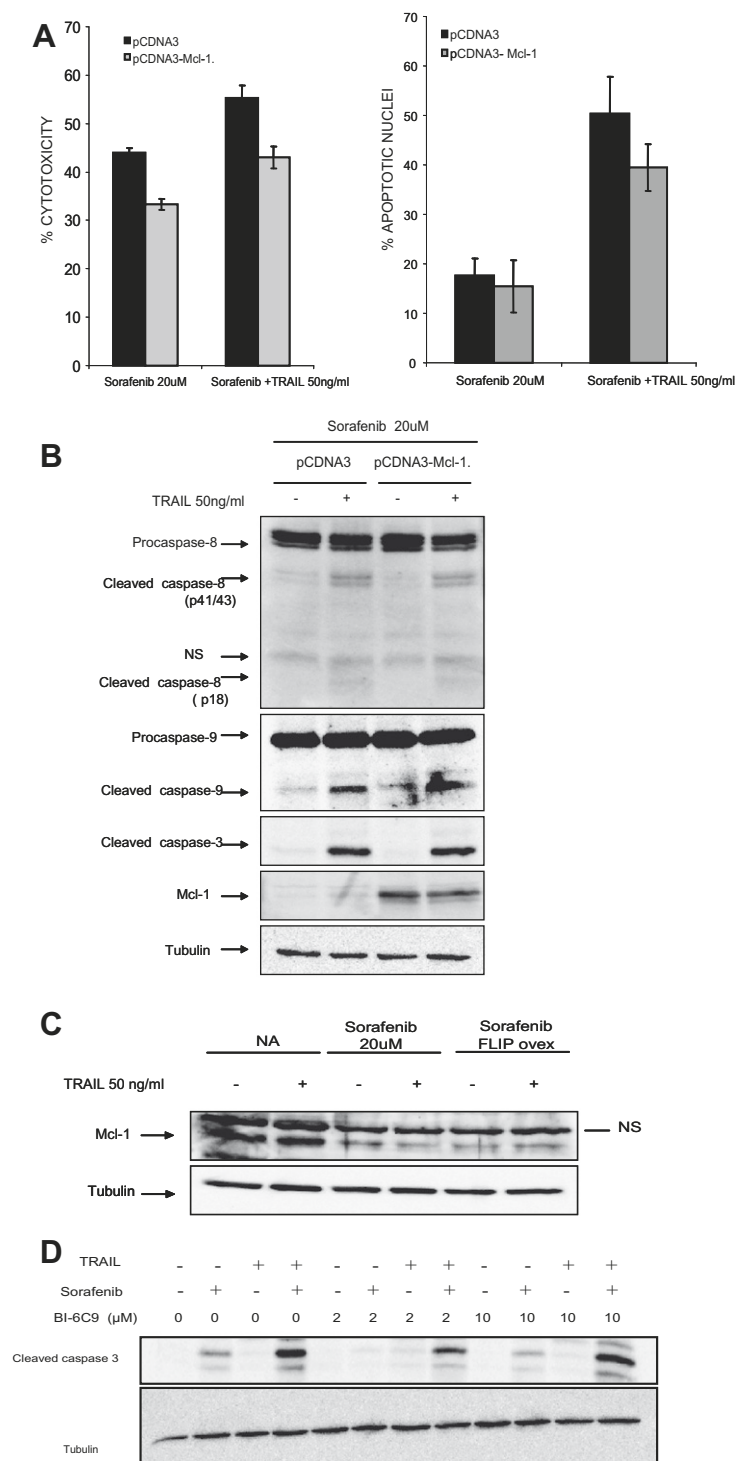 A
70
60
50
40
30
20
10
0
% CYTOTOXICITY
pCDNA3
pCDNA3-Mcl-1.
Sorafenib 20uM
Sorafenib +TRAIL 50ng/ml
70
60
50
40
30
20
10
0
% APOPTOTIC NUCLEI
pCDNA3
pCDNA3- Mcl-1
Sorafenib 20uM
Sorafenib +TRAIL 50ng/ml
B
Sorafenib 20uM
pCDNA3 pCDNA3-Mcl-1.
TRAIL 50ng/ml - + - +
Procaspase-8
Cleaved caspase-8
(p41/43)
NS
Cleaved caspase-8
( p18)
Procaspase-9
Cleaved caspase-9
Cleaved caspase-3
Mcl-1
Tubulin
C
NA
Sorafenib
20uM
Sorafenib
FLIP ovex
TRAIL 50 ng/ml - + - + - +
Mcl-1
NS
Tubulin
D
TRAIL - - + + - - + + - - + +
Sorafenib - + - + - + - + - + - +
BI-6C9 (μM) 0 0 0 0 2 2 2 2 10 10 10 10
Cleaved caspase 3
Tubulin